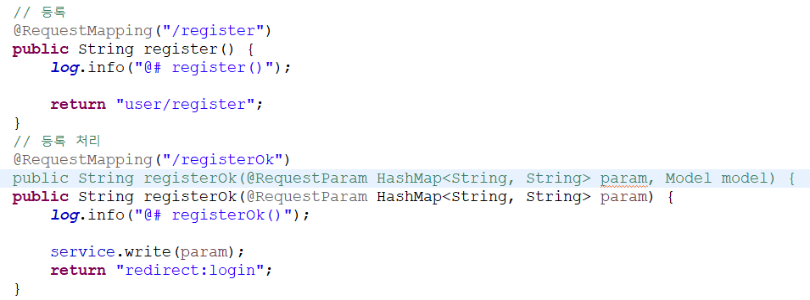 // 등록
@RequestMapping("/register")
public String register() {
    log.info("@# register()");

    return "user/register";
}
// 등록 처리
@RequestMapping("/registerOk")
public String registerOk(@RequestParam HashMap<String, String> param, Model model) {
public String registerOk(@RequestParam HashMap<String, String> param) {
    log.info("@# registerOk()");

    service.write(param);
    return "redirect:login";
}